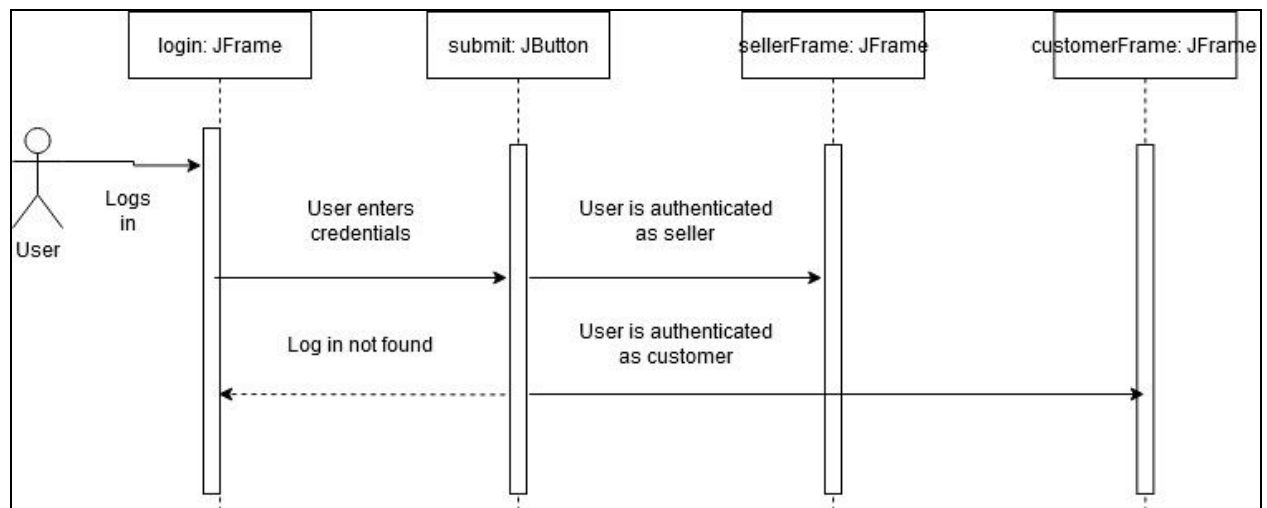 login: JFrame
submit: JButton
sellerFrame: JFrame
customerFrame: JFrame
Logs
in
User
User enters
credentials
User is authenticated
as seller
Log in not found
User is authenticated
as customer